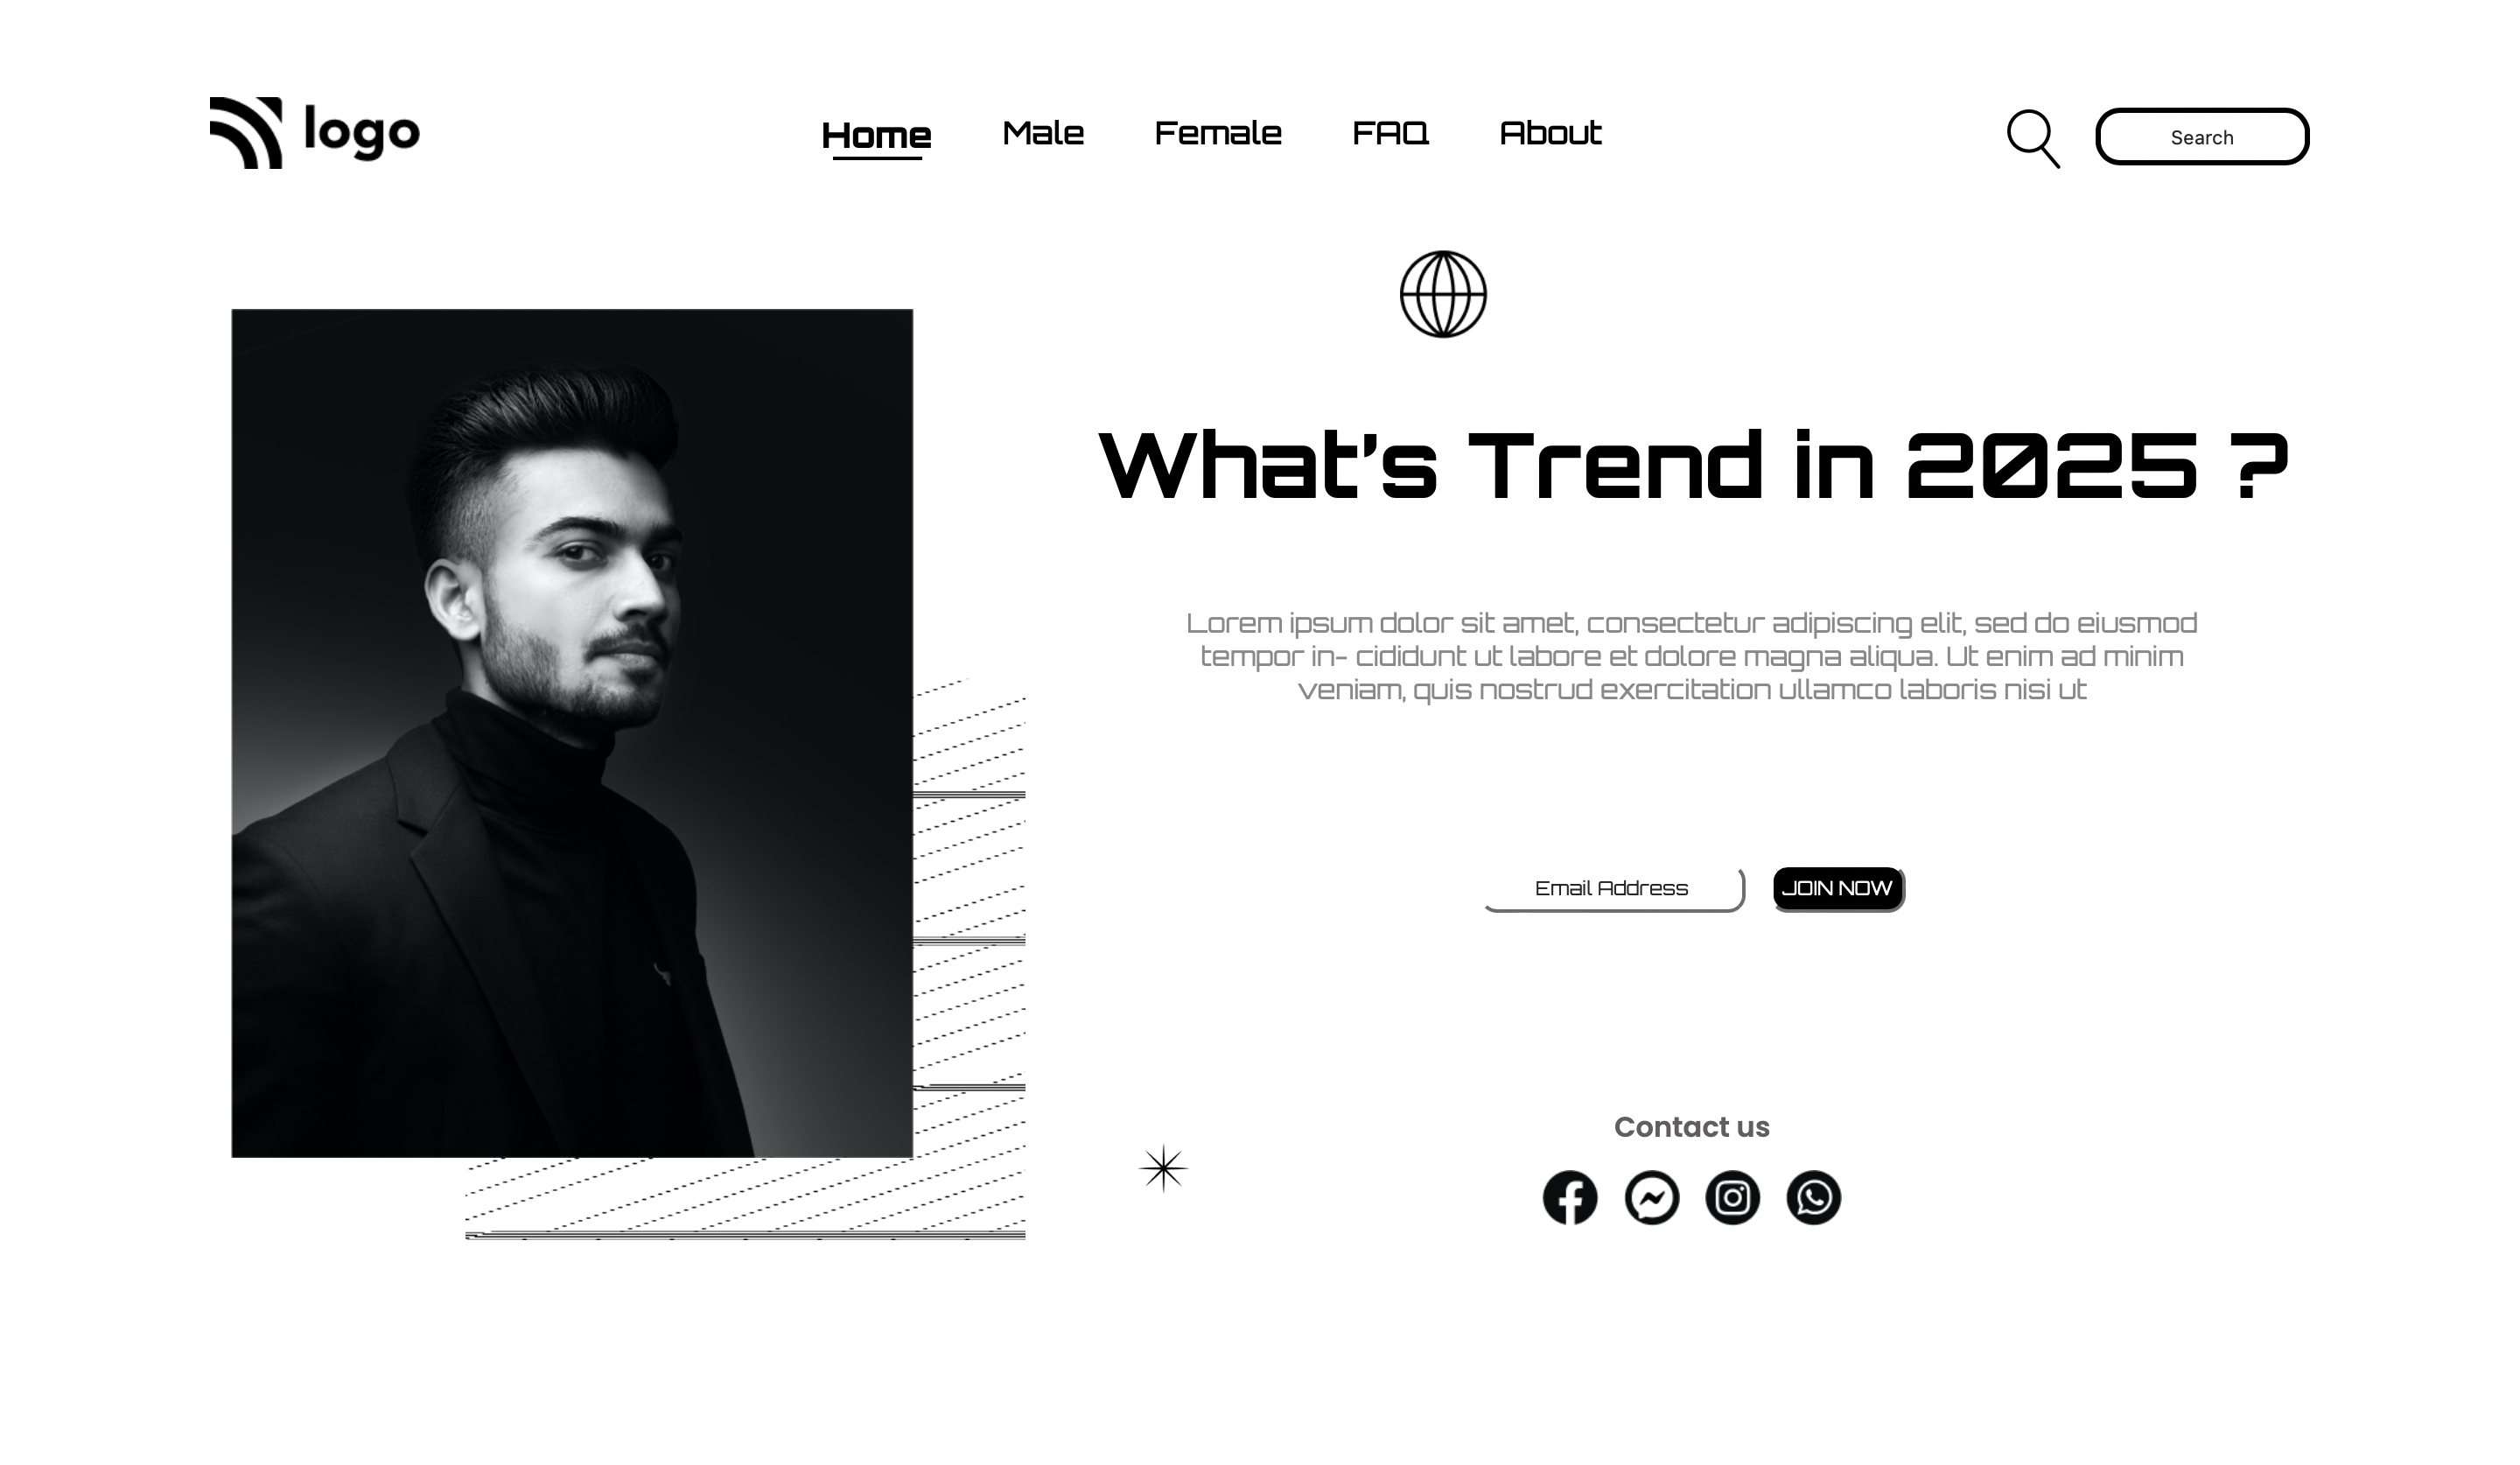 logo
Home Male Female FAQ About
Search
What's Trend in 2025 ?
Lorem ipsum dolor sit amet, consectetur adipiscing elit, sed do eiusmod
tempor in- cididunt ut labore et dolore magna aliqua. Ut enim ad minim
veniam, quis nostrud exercitation ullamco laboris nisi ut
Email Address JOIN NOW
Contact us